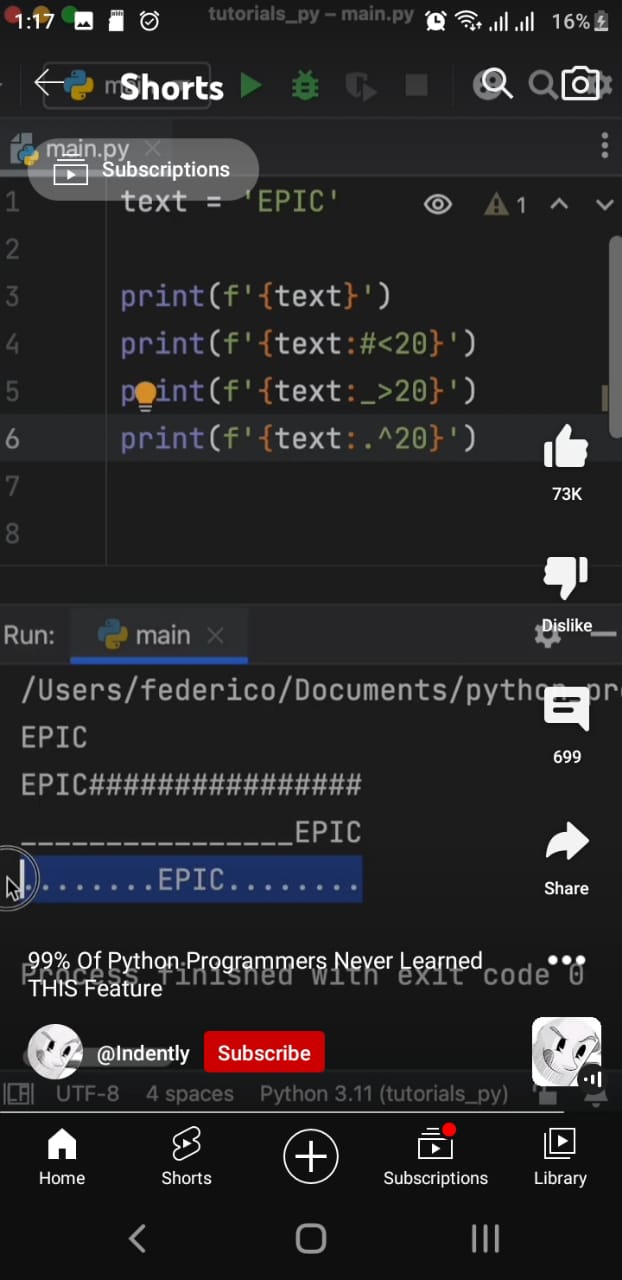 tutorials_py – main.py
1:17
16%
Shorts
main.py
Subscriptions
1 text = 'EPIC'
1
2
3 print(f'{text}')
4 print(f'{text:#<20}')
5 print(f'{text:_>20}')
6 print(f'{text:.^20}')
7
8
73K
Dislike
Run: main
/Users/federico/Documents/python_pr
EPIC
EPIC################
________________EPIC
........EPIC........
699
Share
99% Of Python Programmers Never Learned
THIS Feature
Process finished with exit code 0
@Indently Subscribe
UTF-8 4 spaces Python 3.11 (tutorials_py)
Home Shorts Subscriptions Library